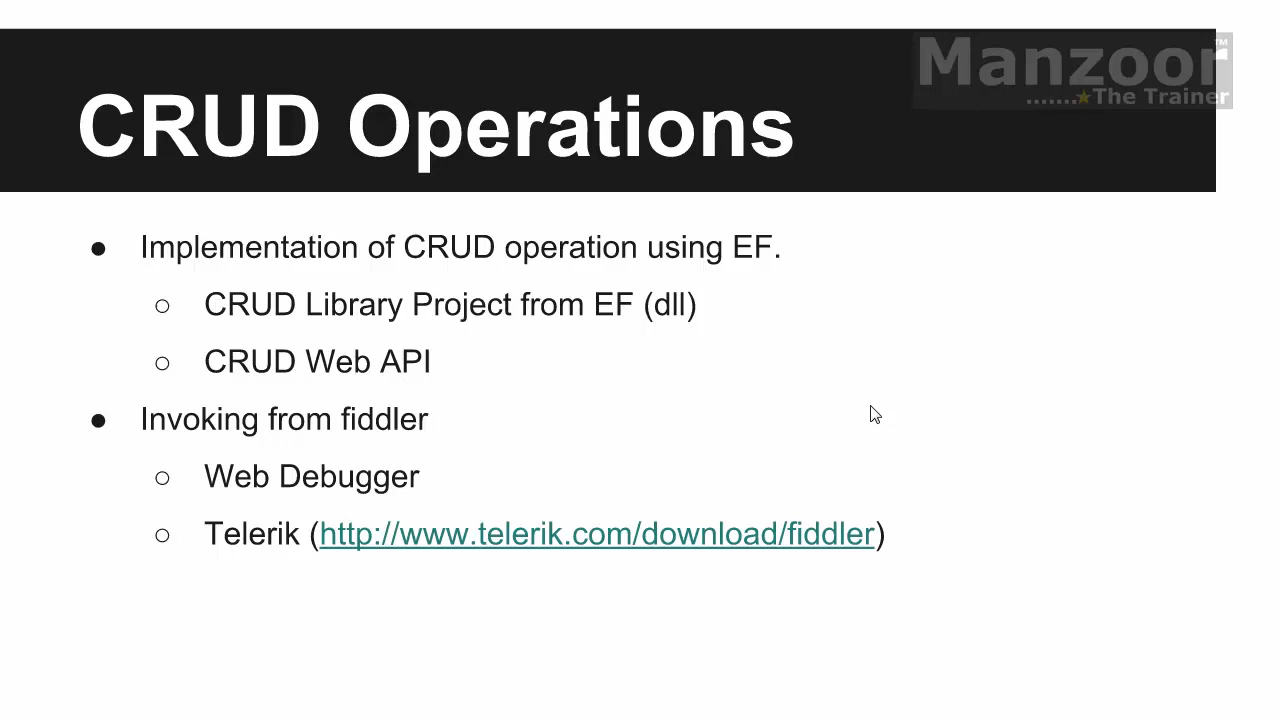 Manzoor™
.......★The Trainer
CRUD Operations
● Implementation of CRUD operation using EF.
○ CRUD Library Project from EF (dll)
○ CRUD Web API
● Invoking from fiddler
○ Web Debugger
○ Telerik (http://www.telerik.com/download/fiddler)